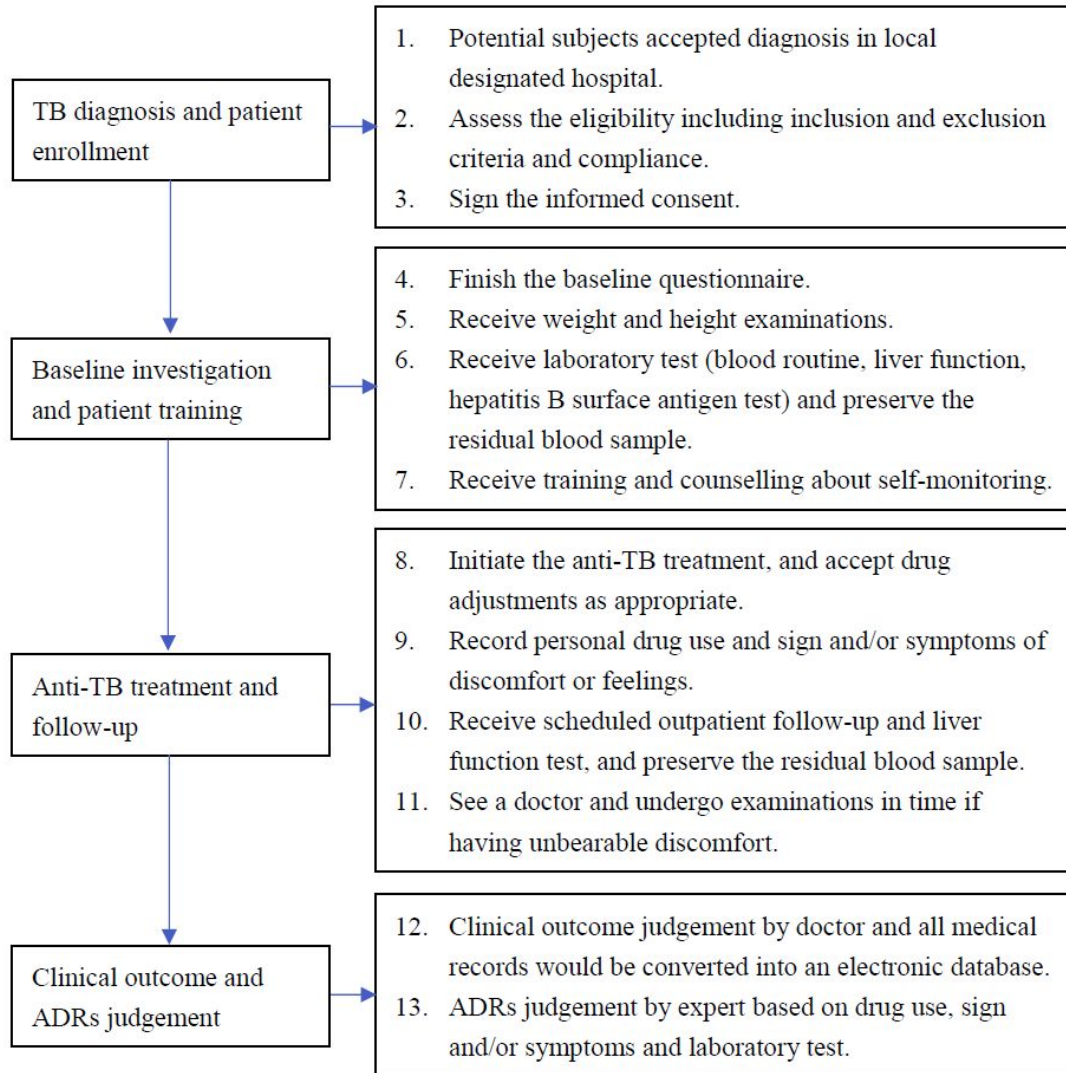 TB diagnosis and patient
enrollment
1. Potential subjects accepted diagnosis in local
designated hospital.
2. Assess the eligibility including inclusion and exclusion
criteria and compliance.
3. Sign the informed consent.
Baseline investigation
and patient training
4. Finish the baseline questionnaire.
5. Receive weight and height examinations.
6. Receive laboratory test (blood routine, liver function,
hepatitis B surface antigen test) and preserve the
residual blood sample.
7. Receive training and counselling about self-monitoring.
Anti-TB treatment and
follow-up
8. Initiate the anti-TB treatment, and accept drug
adjustments as appropriate.
9. Record personal drug use and sign and/or symptoms of
discomfort or feelings.
10. Receive scheduled outpatient follow-up and liver
function test, and preserve the residual blood sample.
11. See a doctor and undergo examinations in time if
having unbearable discomfort.
Clinical outcome and
ADRs judgement
12. Clinical outcome judgement by doctor and all medical
records would be converted into an electronic database.
13. ADRs judgement by expert based on drug use, sign
and/or symptoms and laboratory test.